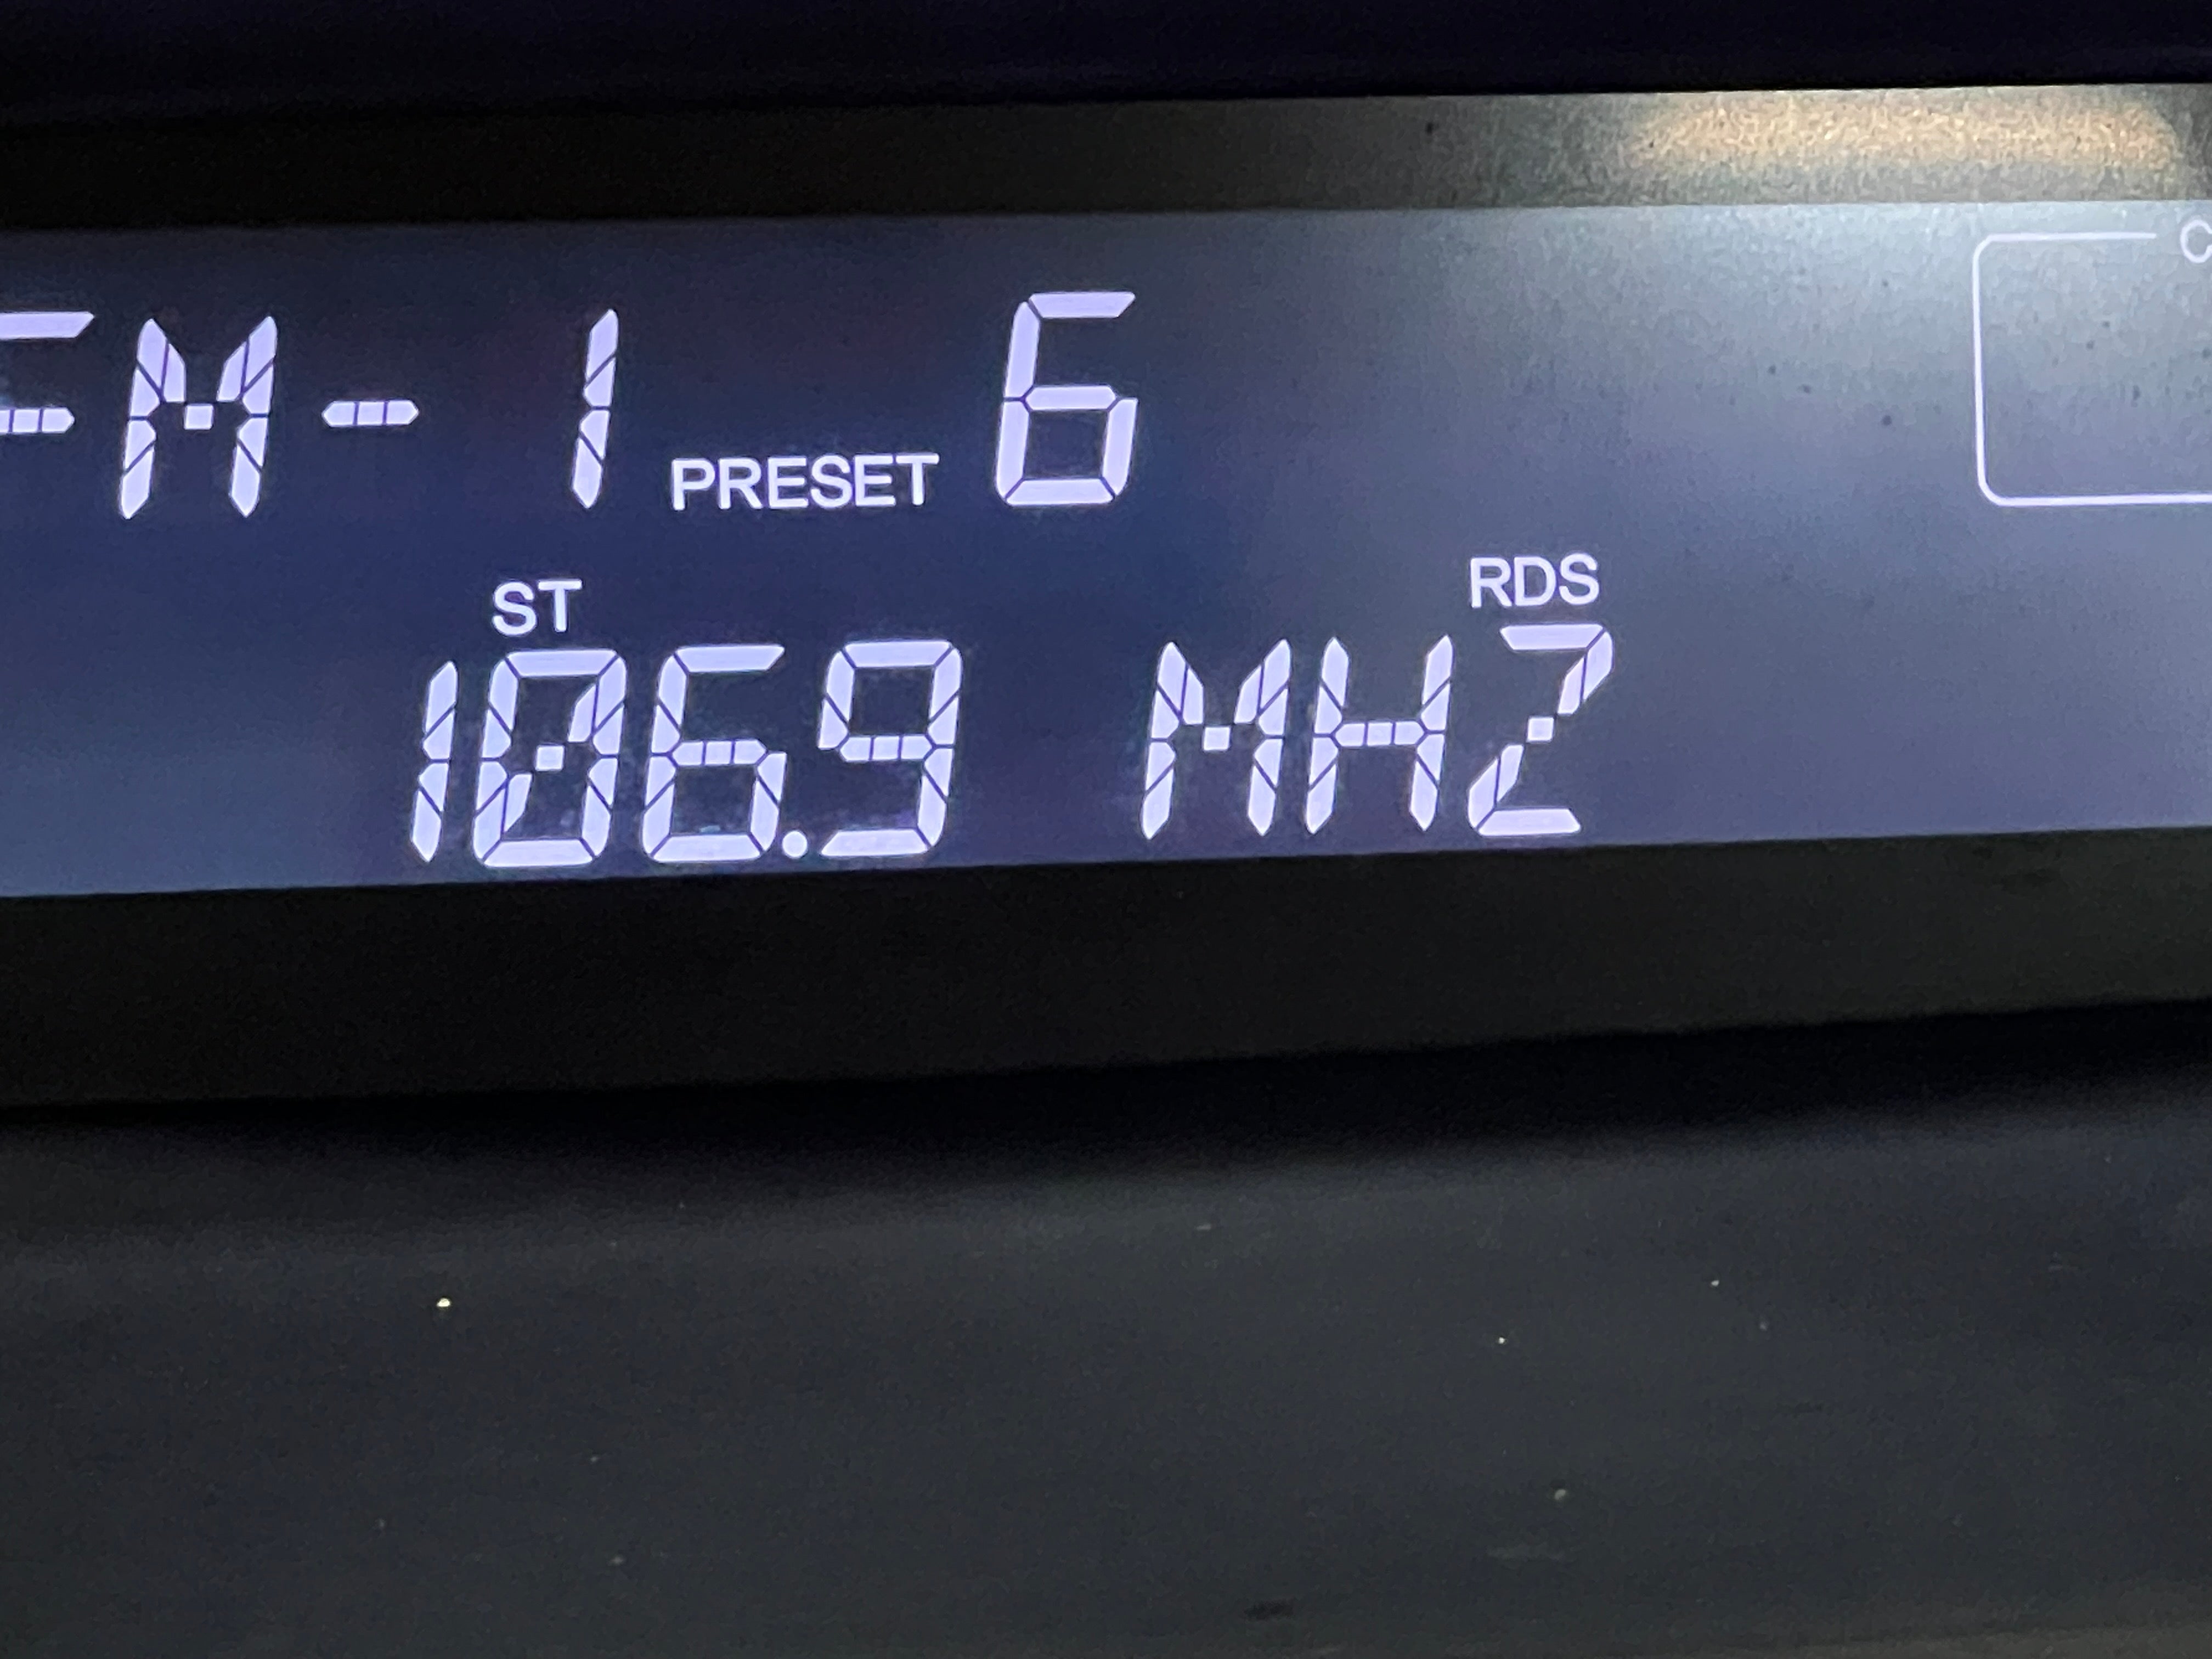 FM-1 PRESET 6
ST RDS
106.9 MHZ